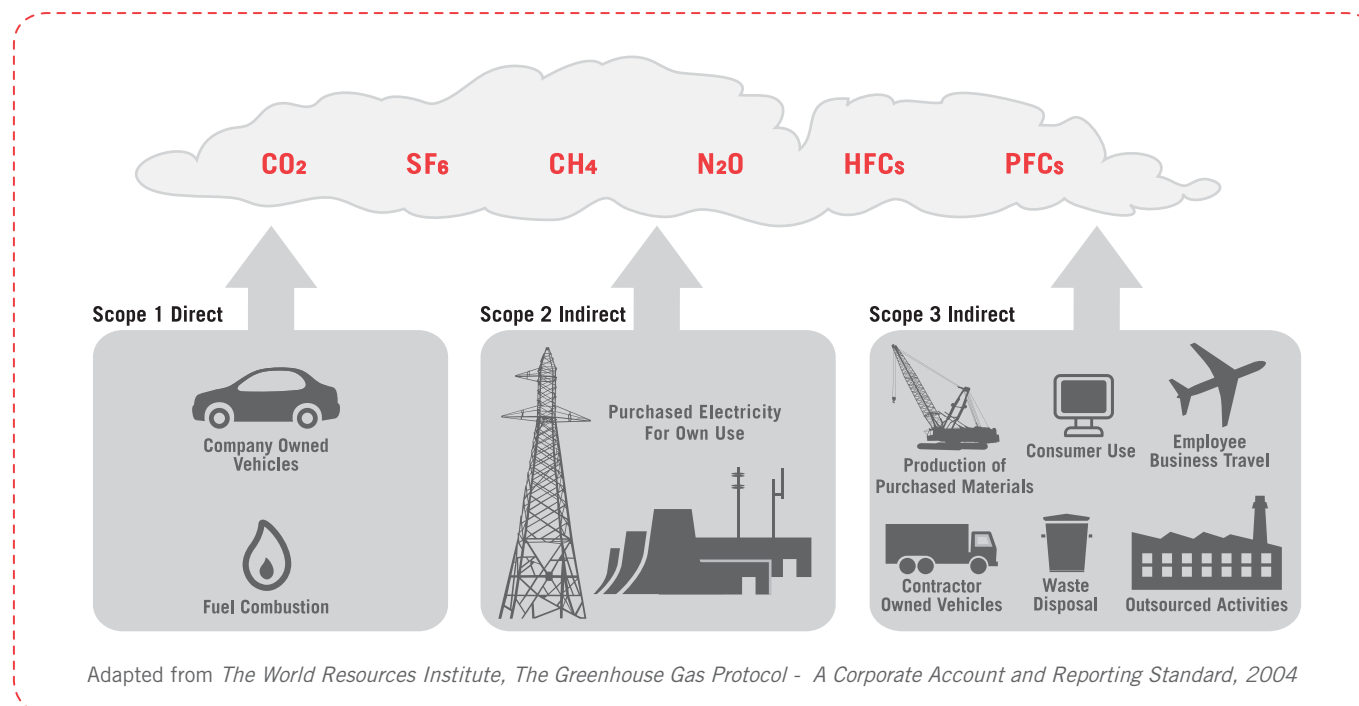 CO₂ SF₆ CH₄ N₂O HFCs PFCs
Scope 1 Direct
Company Owned
Vehicles
Fuel Combustion
Scope 2 Indirect
Purchased Electricity
For Own Use
Scope 3 Indirect
Production of
Purchased Materials
Consumer Use
Employee
Business Travel
Contractor
Owned Vehicles
Waste
Disposal
Outsourced Activities
Adapted from The World Resources Institute, The Greenhouse Gas Protocol - A Corporate Account and Reporting Standard, 2004